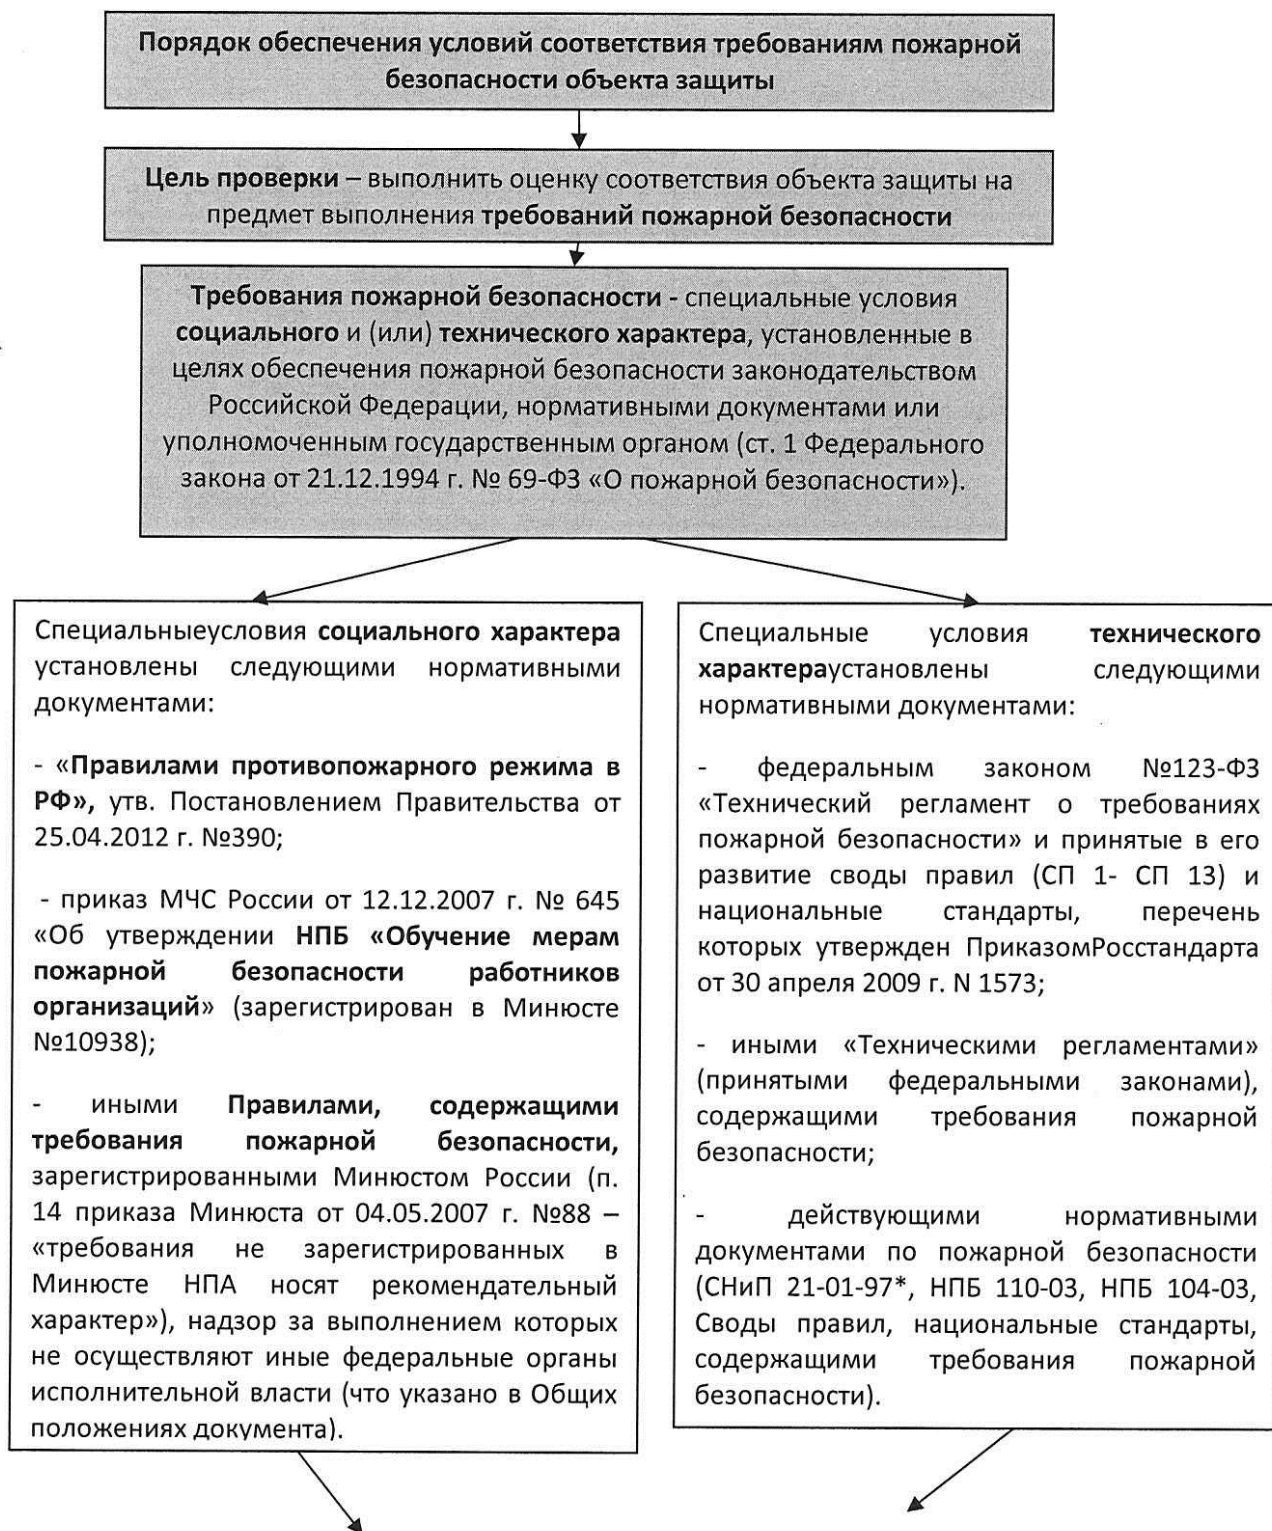 Порядок обеспечения условий соответствия требованиям пожарной
безопасности объекта защиты
Цель проверки – выполнить оценку соответствия объекта защиты на
предмет выполнения требований пожарной безопасности
Требования пожарной безопасности - специальные условия
социального и (или) технического характера, установленные в
целях обеспечения пожарной безопасности законодательством
Российской Федерации, нормативными документами или
уполномоченным государственным органом (ст. 1 Федерального
закона от 21.12.1994 г. № 69-ФЗ «О пожарной безопасности»).
Специальныеусловия социального характера
установлены следующими нормативными
документами:
- «Правилами противопожарного режима в
РФ», утв. Постановлением Правительства от
25.04.2012 г. №390;
- приказ МЧС России от 12.12.2007 г. № 645
«Об утверждении НПБ «Обучение мерам
пожарной безопасности работников
организаций» (зарегистрирован в Минюсте
№10938);
- иными Правилами, содержащими
требования пожарной безопасности,
зарегистрированными Минюстом России (п.
14 приказа Минюста от 04.05.2007 г. №88 –
«требования не зарегистрированных в
Минюсте НПА носят рекомендательный
характер»), надзор за выполнением которых
не осуществляют иные федеральные органы
исполнительной власти (что указано в Общих
положениях документа).
Специальные условия технического
характераустановлены следующими
нормативными документами:
- федеральным законом №123-ФЗ
«Технический регламент о требованиях
пожарной безопасности» и принятые в его
развитие своды правил (СП 1- СП 13) и
национальные стандарты, перечень
которых утвержден ПриказомРосстандарта
от 30 апреля 2009 г. N 1573;
- иными «Техническими регламентами»
(принятыми федеральными законами),
содержащими требования пожарной
безопасности;
- действующими нормативными
документами по пожарной безопасности
(СНиП 21-01-97*, НПБ 110-03, НПБ 104-03,
Своды правил, национальные стандарты,
содержащими требования пожарной
безопасности).